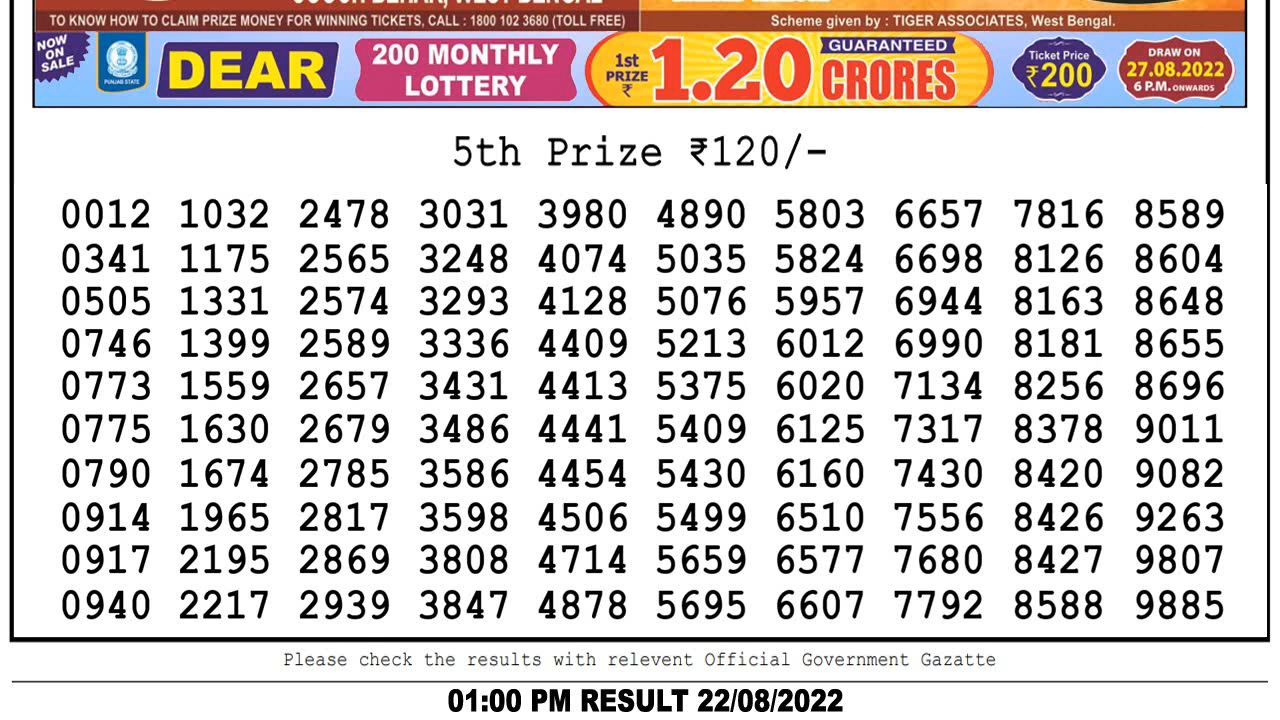 TO KNOW HOW TO CLAIM PRIZE MONEY FOR WINNING TICKETS, CALL : 1800 102 3680 (TOLL FREE)
Scheme given by : TIGER ASSOCIATES, West Bengal.
NOW ON SALE
PUNJAB STATE
DEAR
200 MONTHLY
LOTTERY
1st
PRIZE
₹
1.20
GUARANTEED
CRORES
Ticket Price
₹200
DRAW ON
27.08.2022
6 P.M. ONWARDS
5th Prize ₹120/-
0012 1032 2478 3031 3980 4890 5803 6657 7816 8589
0341 1175 2565 3248 4074 5035 5824 6698 8126 8604
0505 1331 2574 3293 4128 5076 5957 6944 8163 8648
0746 1399 2589 3336 4409 5213 6012 6990 8181 8655
0773 1559 2657 3431 4413 5375 6020 7134 8256 8696
0775 1630 2679 3486 4441 5409 6125 7317 8378 9011
0790 1674 2785 3586 4454 5430 6160 7430 8420 9082
0914 1965 2817 3598 4506 5499 6510 7556 8426 9263
0917 2195 2869 3808 4714 5659 6577 7680 8427 9807
0940 2217 2939 3847 4878 5695 6607 7792 8588 9885
Please check the results with relevent Official Government Gazatte
01:00 PM RESULT 22/08/2022